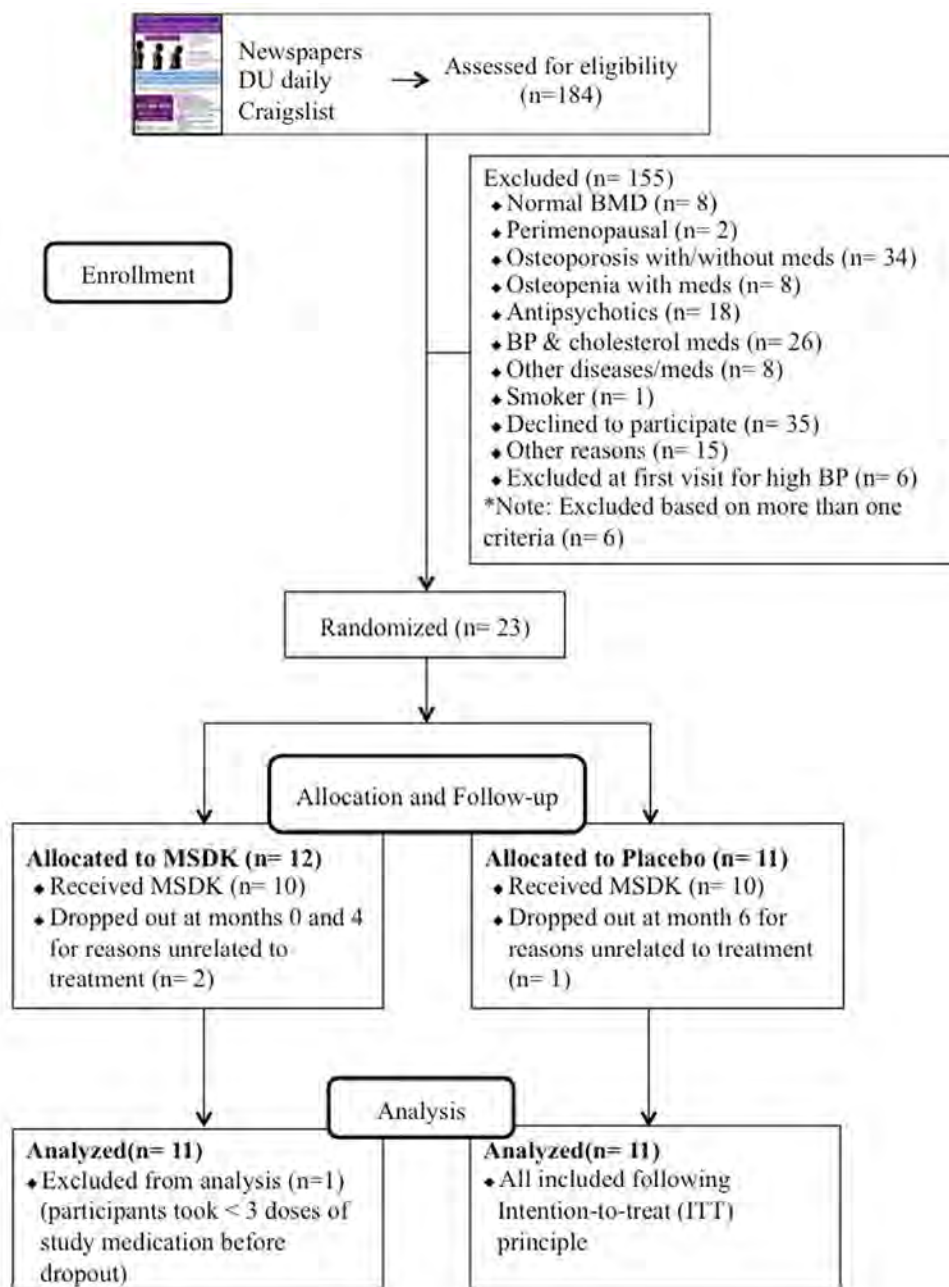 Newspapers
DU daily
Craigslist
Assessed for eligibility
(n=184)
Excluded (n= 155)
◆Normal BMD (n= 8)
◆Perimenopausal (n= 2)
◆Osteoporosis with/without meds (n= 34)
◆Osteopenia with meds (n= 8)
◆Antipsychotics (n= 18)
◆BP & cholesterol meds (n= 26)
◆Other diseases/meds (n= 8)
◆Smoker (n= 1)
◆Declined to participate (n= 35)
◆Other reasons (n= 15)
◆Excluded at first visit for high BP (n= 6)
*Note: Excluded based on more than one
criteria (n= 6)
Enrollment
Randomized (n= 23)
Allocation and Follow-up
Allocated to MSDK (n= 12)
◆ Received MSDK (n= 10)
◆ Dropped out at months 0 and 4
for reasons unrelated to
treatment (n= 2)
Allocated to Placebo (n= 11)
◆ Received MSDK (n= 10)
◆ Dropped out at month 6 for
reasons unrelated to treatment
(n= 1)
Analysis
Analyzed(n= 11)
◆Excluded from analysis (n=1)
(participants took < 3 doses of
study medication before
dropout)
Analyzed(n= 11)
◆ All included following
Intention-to-treat (ITT)
principle